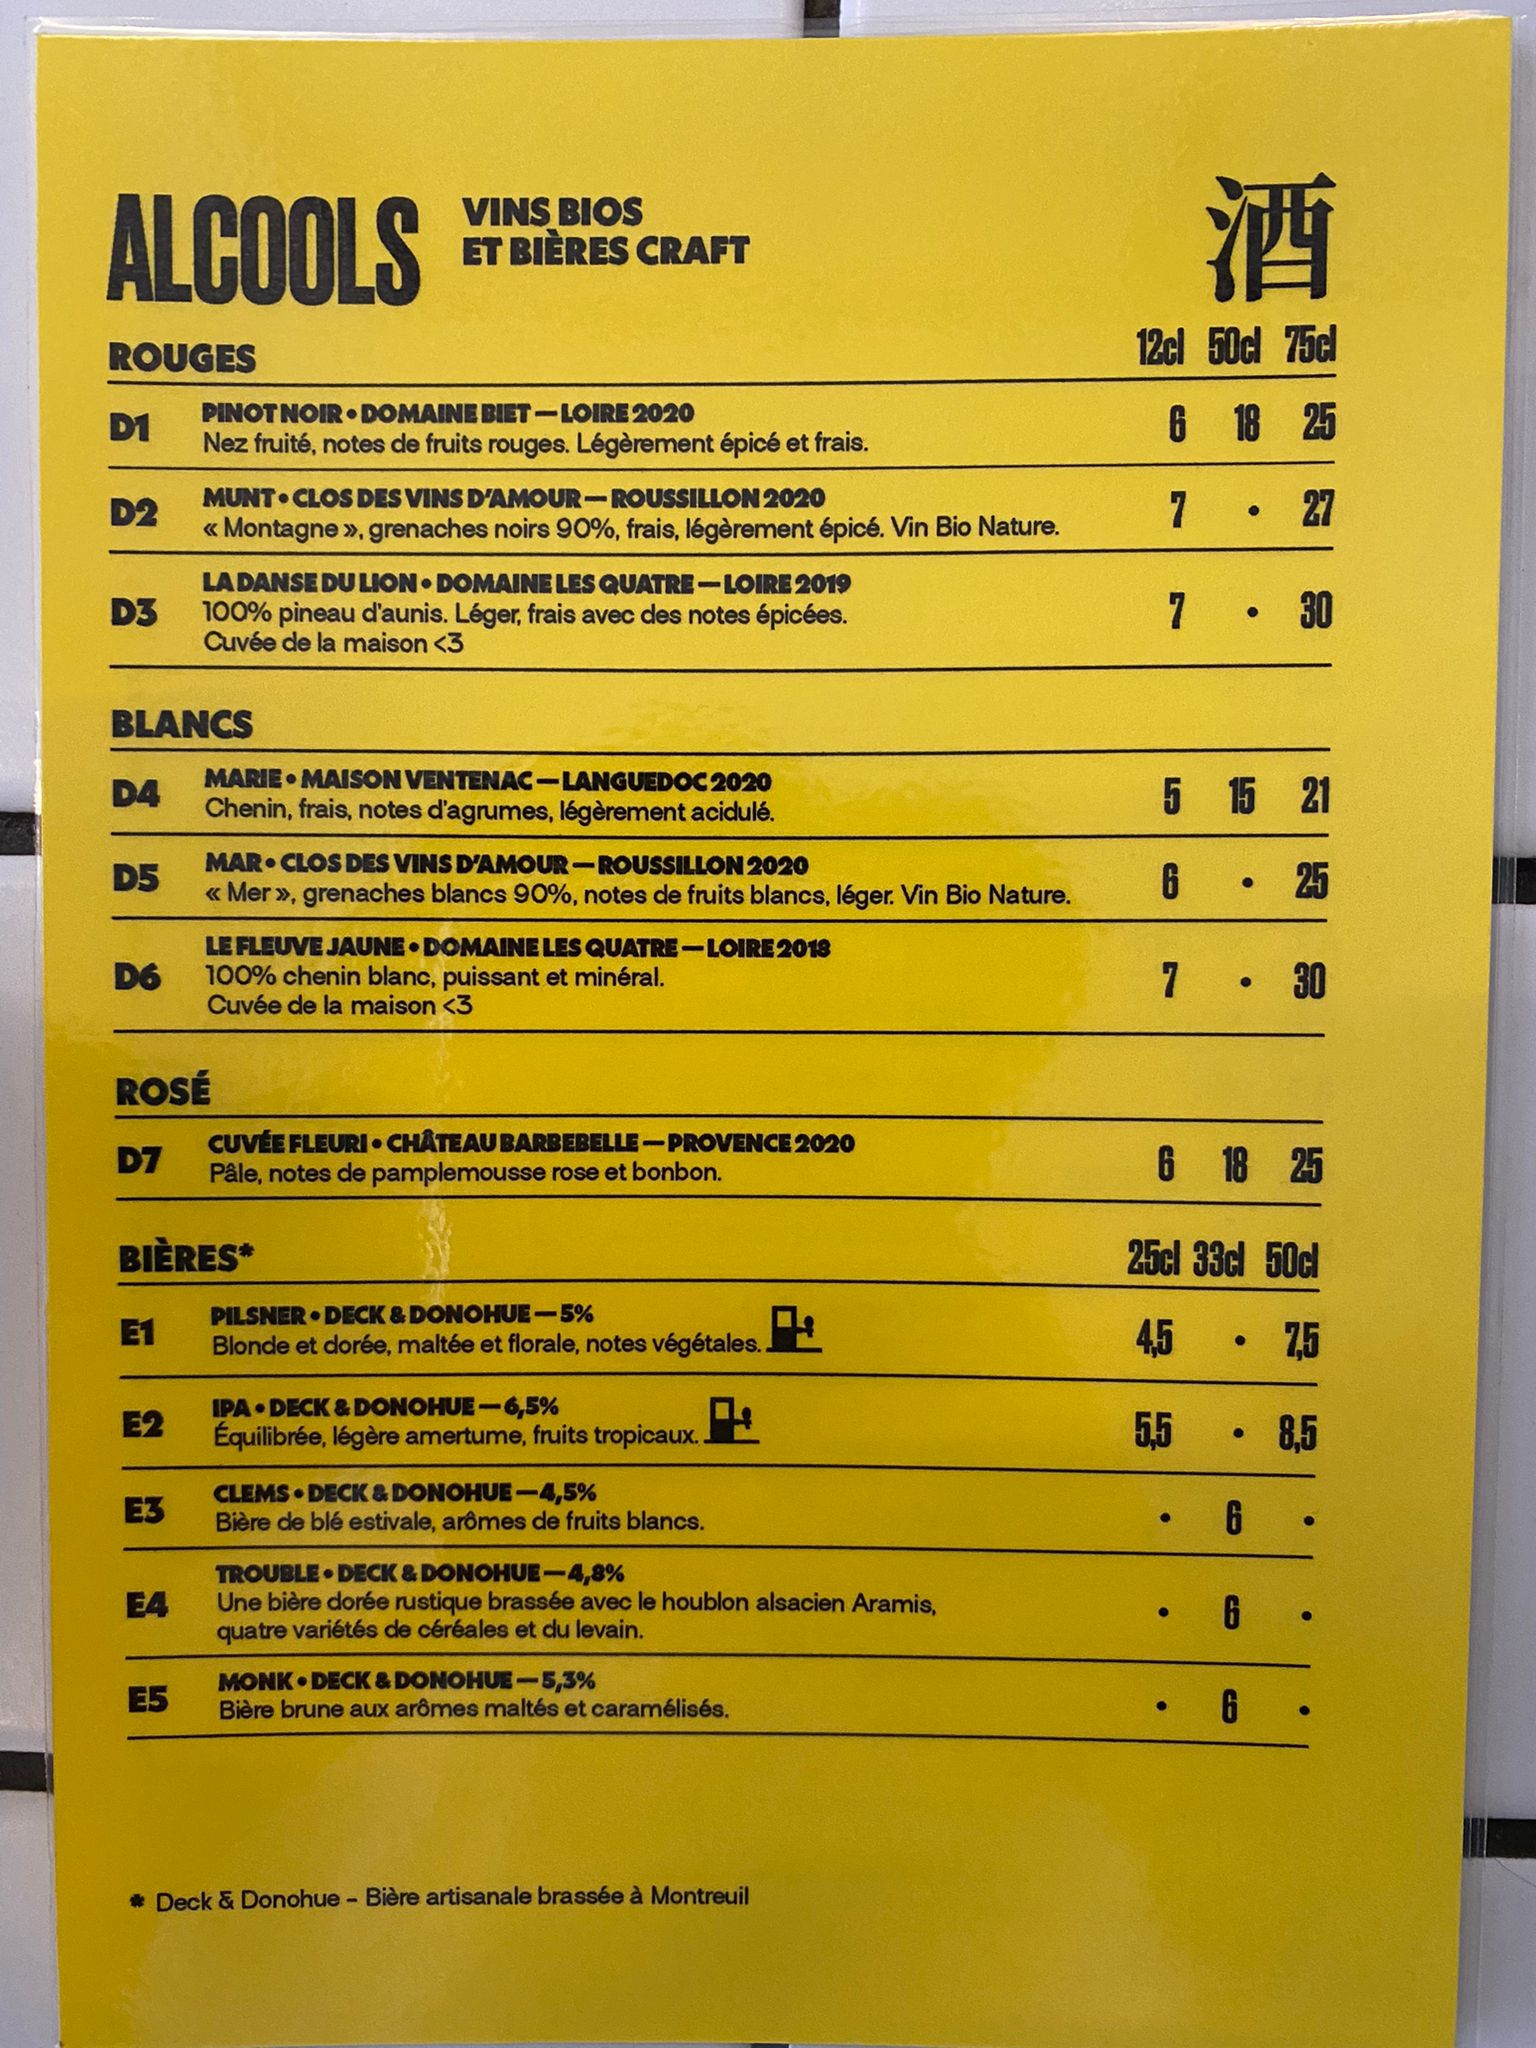 ALCOOLS
VINS BIOS
ET BIÈRES CRAFT
酒
ROUGES 12cl 50cl 75cl
D1 PINOT NOIR • DOMAINE BIET — LOIRE 2020
Nez fruité, notes de fruits rouges. Légèrement épicé et frais. 6 18 25
D2 MUNT • CLOS DES VINS D'AMOUR — ROUSSILLON 2020
« Montagne », grenaches noirs 90%, frais, légèrement épicé. Vin Bio Nature. 7 • 27
D3 LA DANSE DU LION • DOMAINE LES QUATRE — LOIRE 2019
100% pineau d'aunis. Léger, frais avec des notes épicées. 7 • 30
Cuvée de la maison <3
BLANCS
D4 MARIE • MAISON VENTENAC — LANGUEDOC 2020
Chenin, frais, notes d'agrumes, légèrement acidulé. 5 15 21
D5 MAR • CLOS DES VINS D'AMOUR — ROUSSILLON 2020
« Mer », grenaches blancs 90%, notes de fruits blancs, léger. Vin Bio Nature. 6 • 25
D6 LE FLEUVE JAUNE • DOMAINE LES QUATRE — LOIRE 2018
100% chenin blanc, puissant et minéral. 7 • 30
Cuvée de la maison <3
ROSÉ
D7 CUVÉE FLEURI • CHÂTEAU BARBEBELLE — PROVENCE 2020
Pâle, notes de pamplemousse rose et bonbon. 6 18 25
BIÈRES* 25cl 33cl 50cl
E1 PILSNER • DECK & DONOHUE — 5%
Blonde et dorée, maltée et florale, notes végétales. 4,5 • 7,5
E2 IPA • DECK & DONOHUE — 6,5%
Équilibrée, légère amertume, fruits tropicaux. 5,5 • 8,5
E3 CLEMS • DECK & DONOHUE — 4,5%
Bière de blé estivale, arômes de fruits blancs. • 6 •
E4 TROUBLE • DECK & DONOHUE — 4,8%
Une bière dorée rustique brassée avec le houblon alsacien Aramis, • 6 •
quatre variétés de céréales et du levain.
E5 MONK • DECK & DONOHUE — 5,3%
Bière brune aux arômes maltés et caramélisés. • 6 •
* Deck & Donohue - Bière artisanale brassée à Montreuil